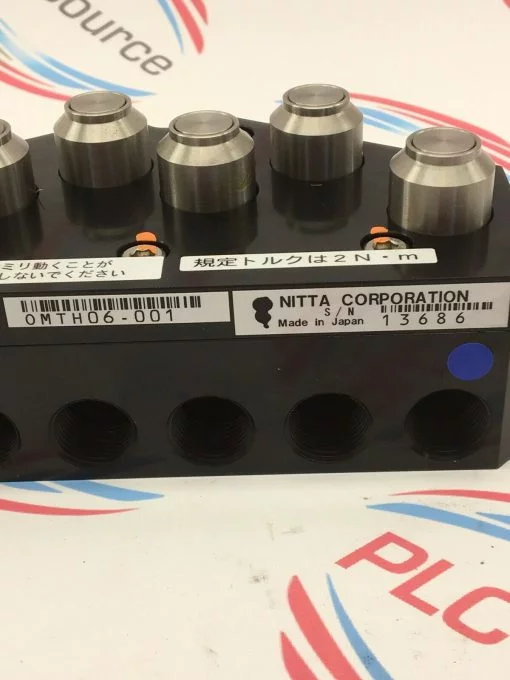 source
ミリ動くことが
しないでください
規定トルクは2N・m
0MTH06-001
NITTA CORPORATION
S/N
Made in Japan 13686
PLC